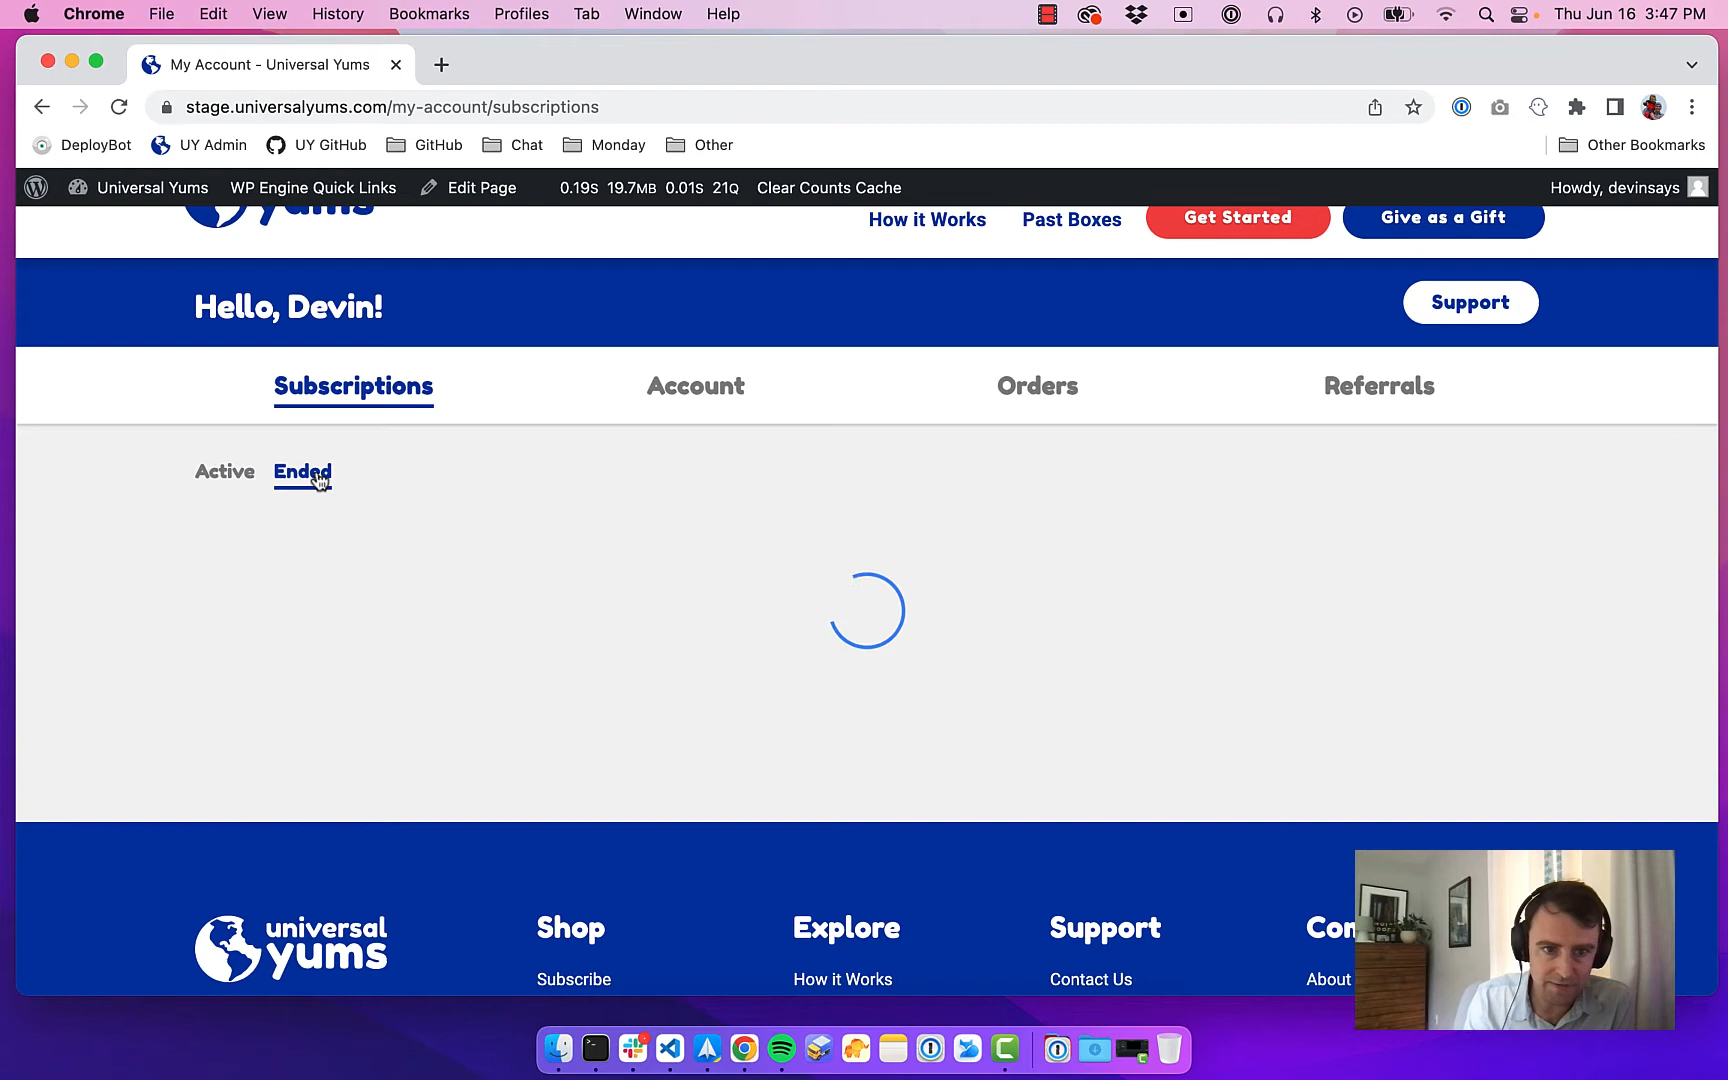 Chrome File Edit View History Bookmarks Profiles Tab Window Help Thu Jun 16 3:47 PM
My Account - Universal Yums
stage.universalyums.com/my-account/subscriptions
DeployBot UY Admin UY GitHub GitHub Chat Monday Other Other Bookmarks
Universal Yums WP Engine Quick Links Edit Page 0.19S 19.7MB 0.01S 21Q Clear Counts Cache Howdy, devinsays
yums How it Works Past Boxes Get Started Give as a Gift
Hello, Devin! Support
Subscriptions Account Orders Referrals
Active Ended
universal
yums
Shop Explore Support Con
Subscribe How it Works Contact Us About